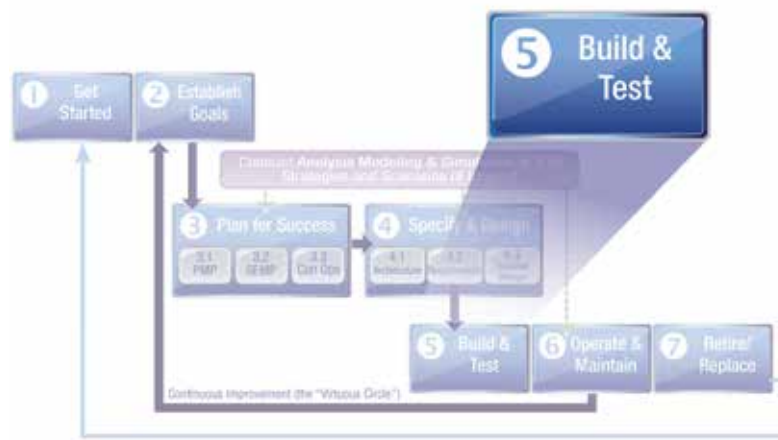 5 Build &
Test
1 Get
Started
2 Establish
Goals
Conduct Analysis Modeling &
Strategies and Scenarios
3 Plan for Success
3.1
PMP
3.2
SEMP
3.3
Con Ops
4 Specify & Design
4.1
Architecture
5 Build &
Test
6 Operate &
Maintain
7 Retire/
Replace
Continuous Improvement (the "Virtuous Circle")